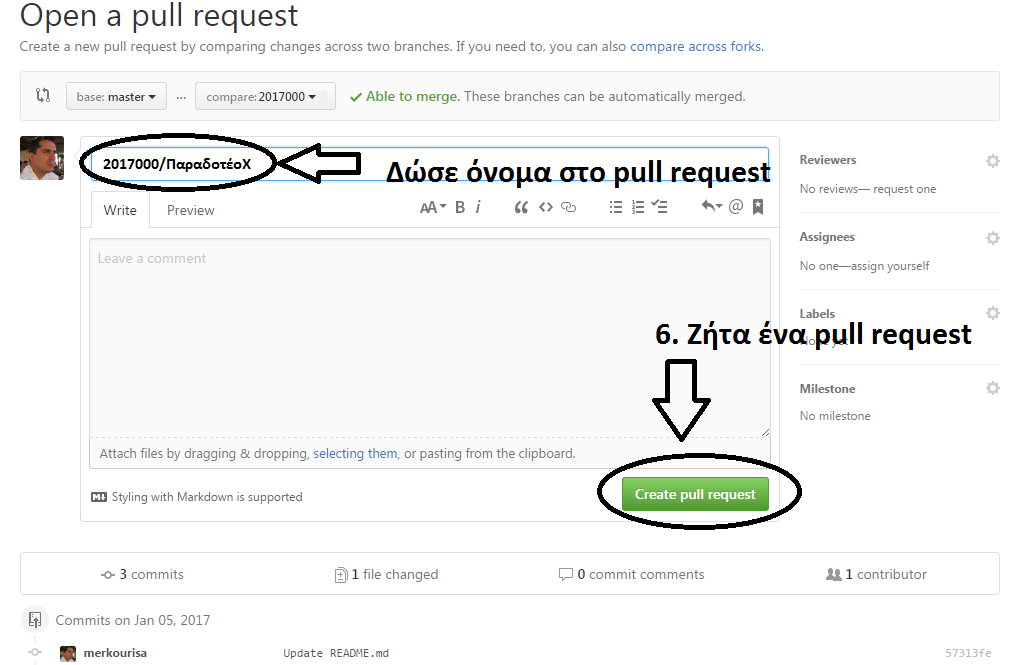 Open a pull request
Create a new pull request by comparing changes across two branches. If you need to, you can also compare across forks.
base: master ... compare: 2017000 Able to merge. These branches can be automatically merged.
2017000/ΠαραδοτέοΧ
Δώσε όνομα στο pull request
Write Preview
AA B i
Leave a comment
6. Ζήτα ένα pull request
Attach files by dragging & dropping, selecting them, or pasting from the clipboard.
Styling with Markdown is supported
Create pull request
Reviewers
No reviews— request one
Assignees
No one—assign yourself
Labels
Milestone
No milestone
3 commits 1 file changed 0 commit comments 1 contributor
Commits on Jan 05, 2017
merkourisa Update README.md 57313fe